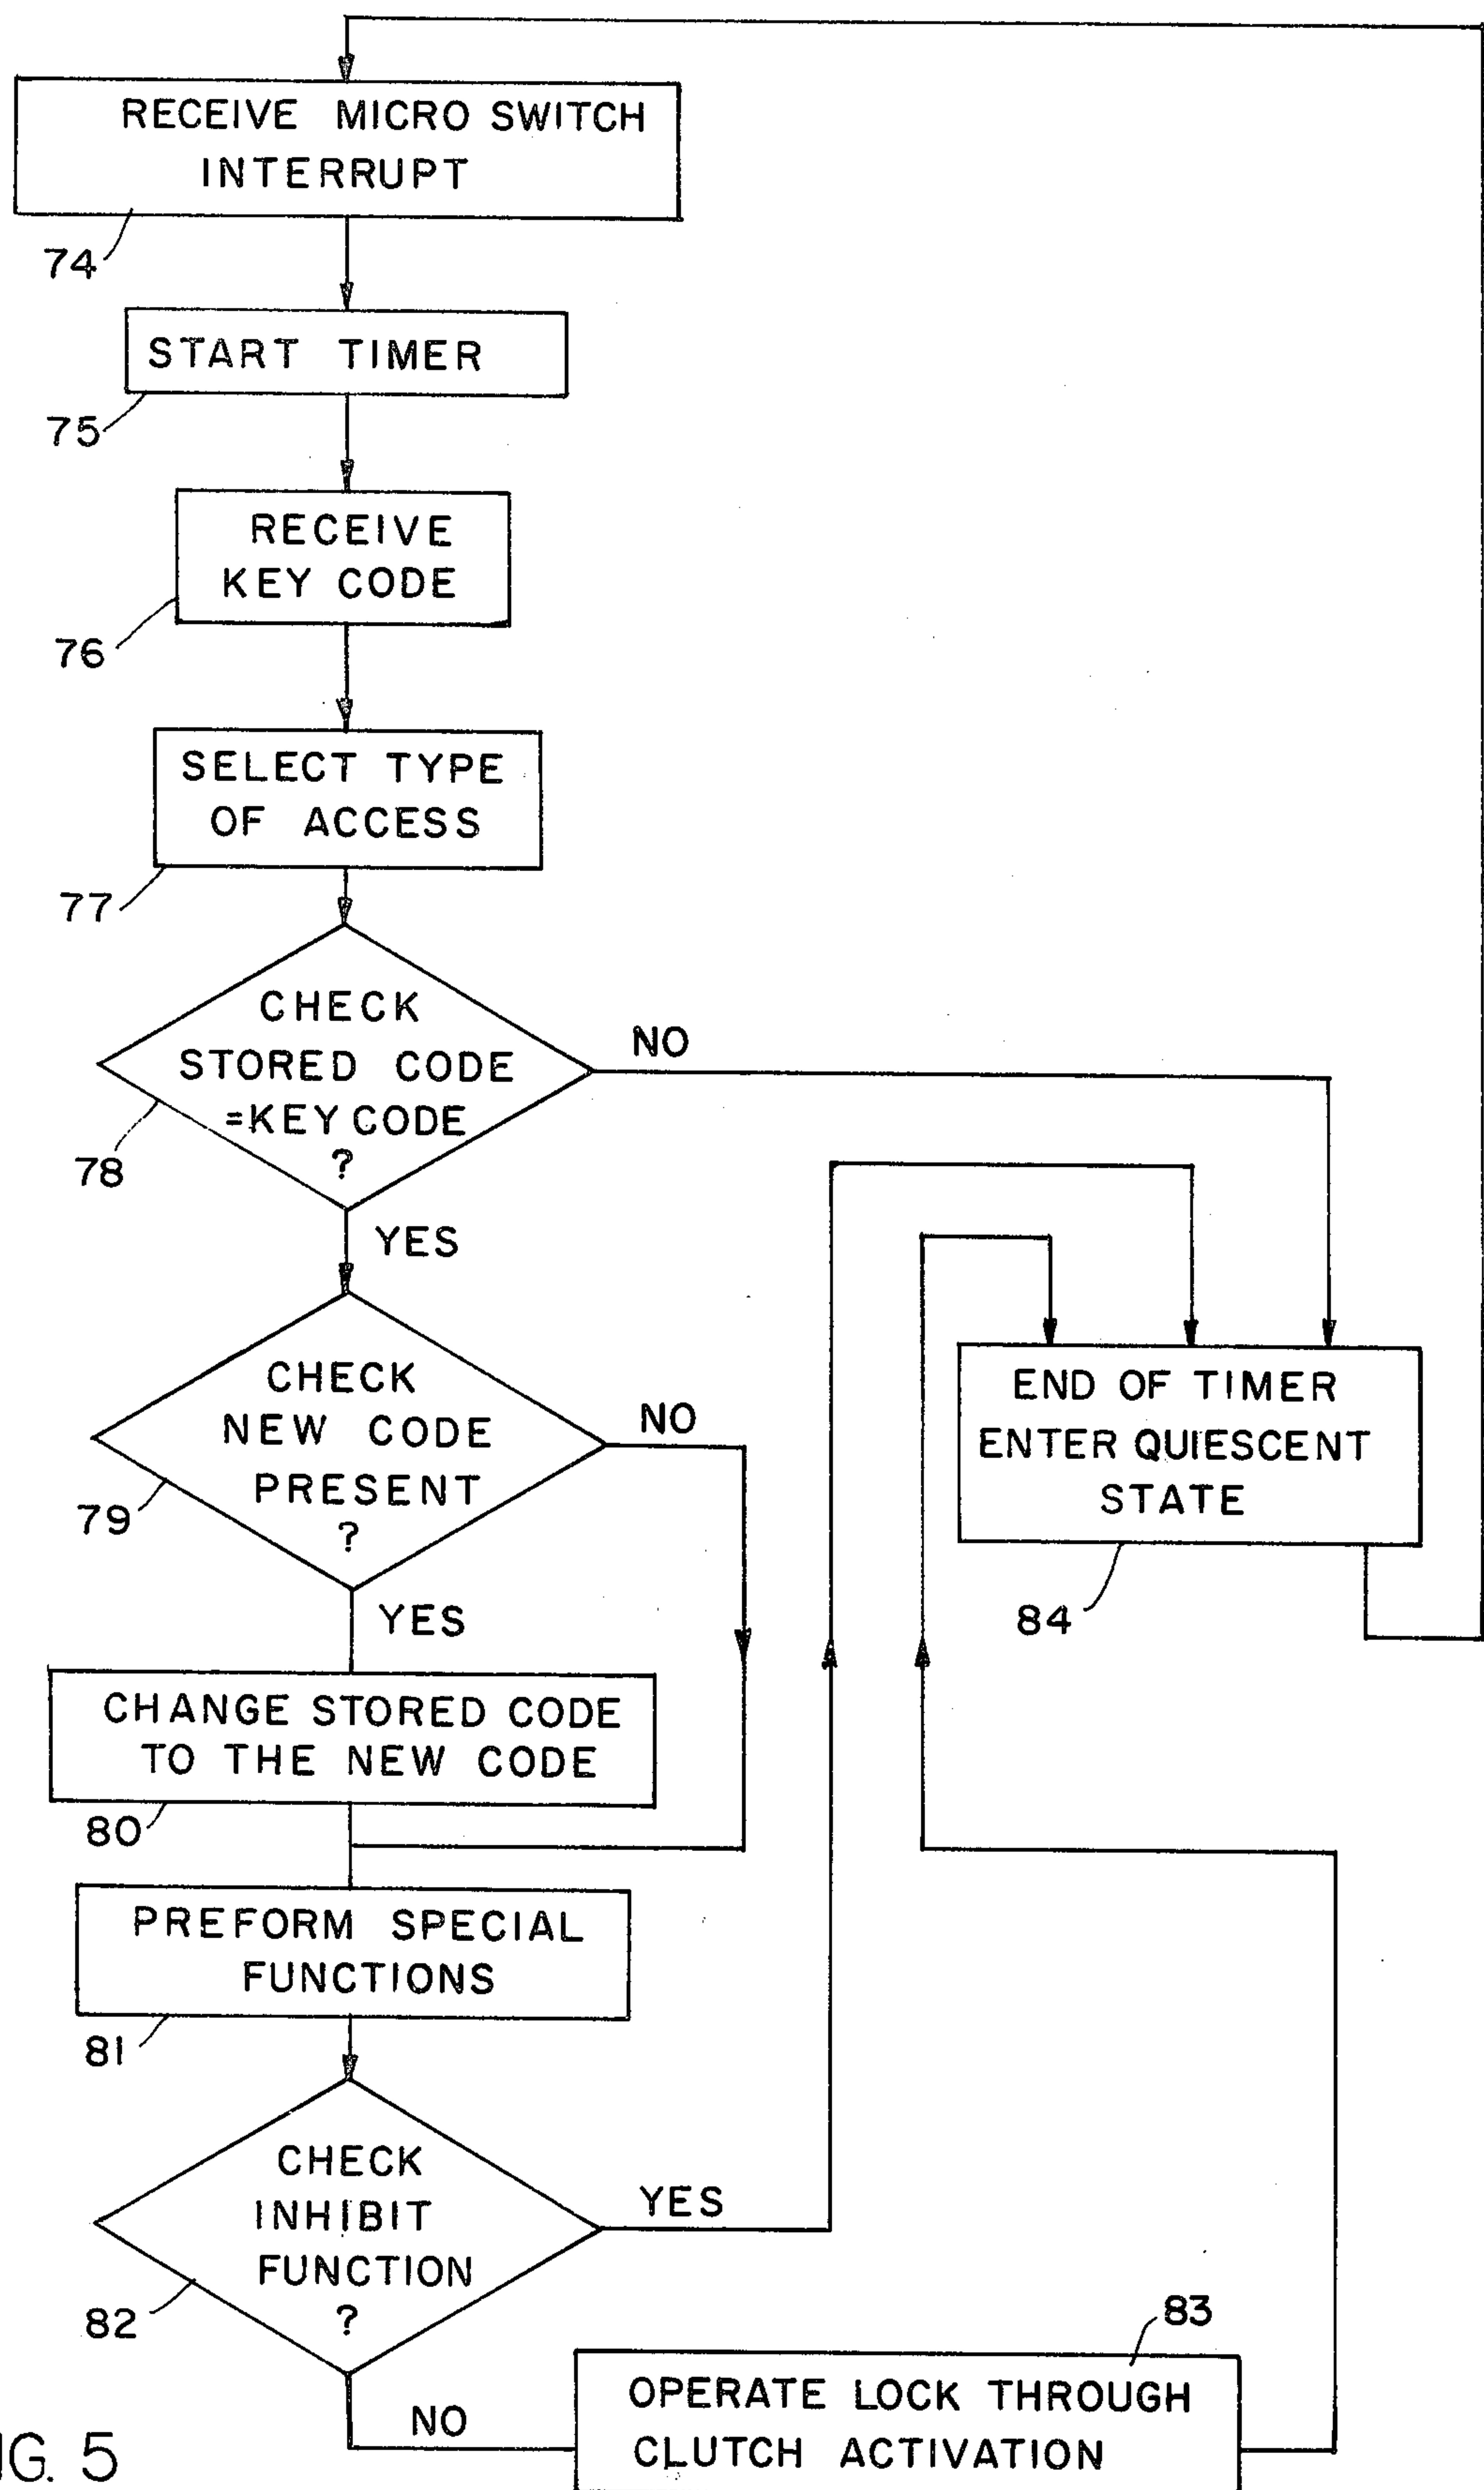 RECEIVE MICRO SWITCH
INTERRUPT
74
START TIMER
75
RECEIVE
KEY CODE
76
SELECT TYPE
OF ACCESS
77
CHECK
STORED CODE
=KEY CODE
?
NO
78
YES
CHECK
NEW CODE
PRESENT
?
NO
79
YES
END OF TIMER
ENTER QUIESCENT
STATE
84
CHANGE STORED CODE
TO THE NEW CODE
80
PREFORM SPECIAL
FUNCTIONS
81
CHECK
INHIBIT
FUNCTION
?
YES
82
NO
83
OPERATE LOCK THROUGH
CLUTCH ACTIVATION
IG. 5